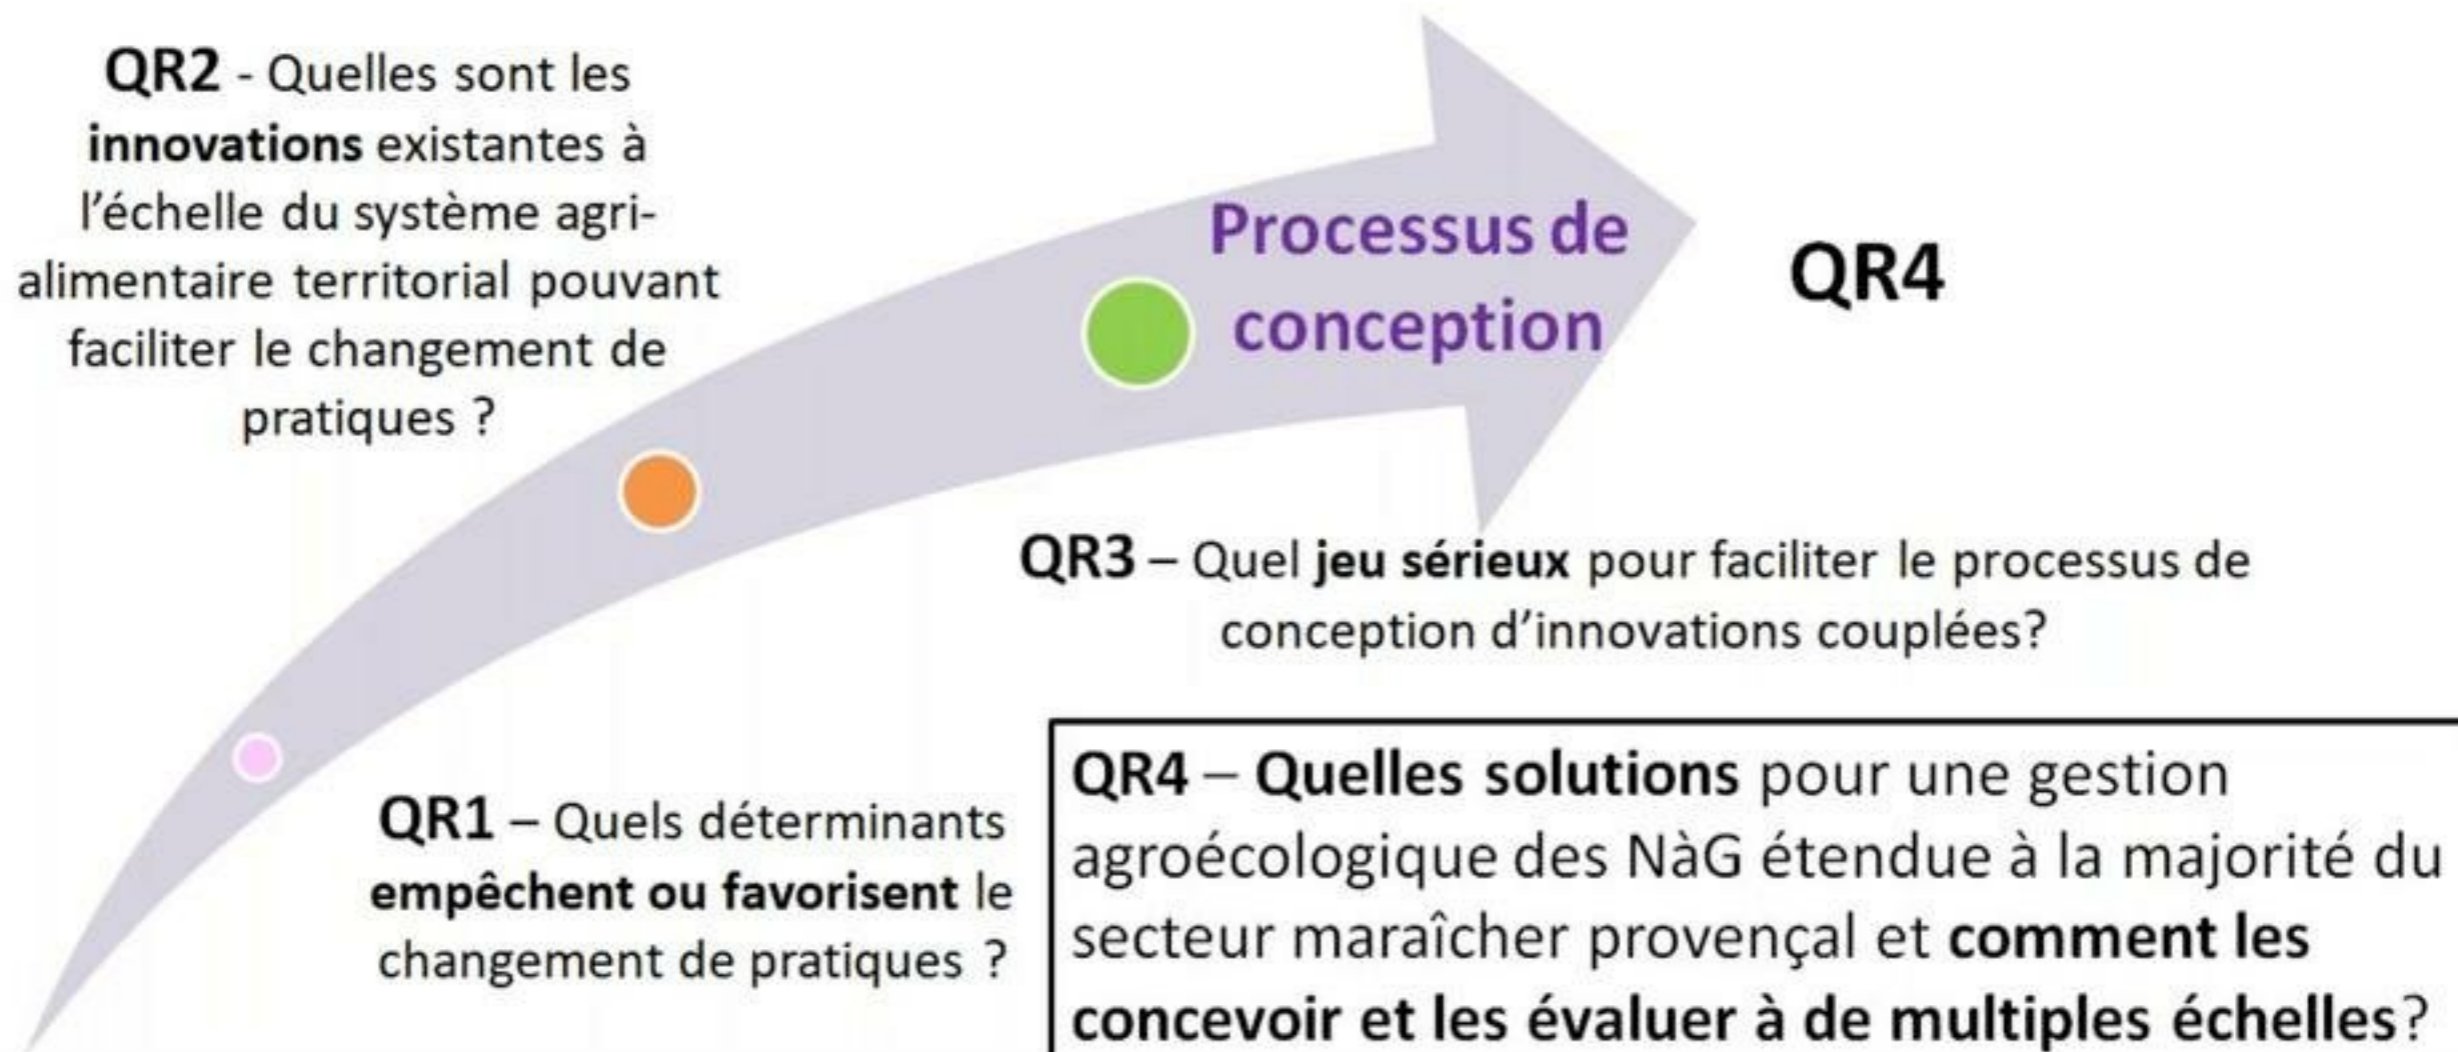 QR2 - Quelles sont les
innovations existantes à
l'échelle du système agri-
alimentaire territorial pouvant
faciliter le changement de
pratiques ?
Processus de
conception
QR4
QR3 – Quel jeu sérieux pour faciliter le processus de
conception d'innovations couplées?
QR1 – Quels déterminants
empêchent ou favorisent le
changement de pratiques ?
QR4 – Quelles solutions pour une gestion
agroécologique des NàG étendue à la majorité du
secteur maraîcher provençal et comment les
concevoir et les évaluer à de multiples échelles?